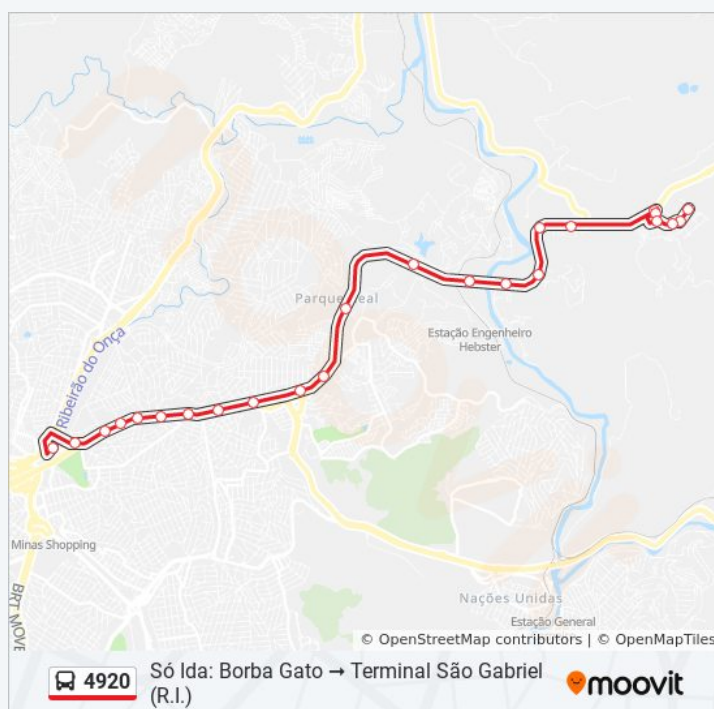 Ribeirão do Onça
Parque Real
Estação Engenheiro
Hebster
Minas Shopping
BRT MOVE
Nações Unidas
Estação General
© OpenStreetMap contributors | © OpenMapTiles
4920
Só Ida: Borba Gato → Terminal São Gabriel
(R.I.)
moovit